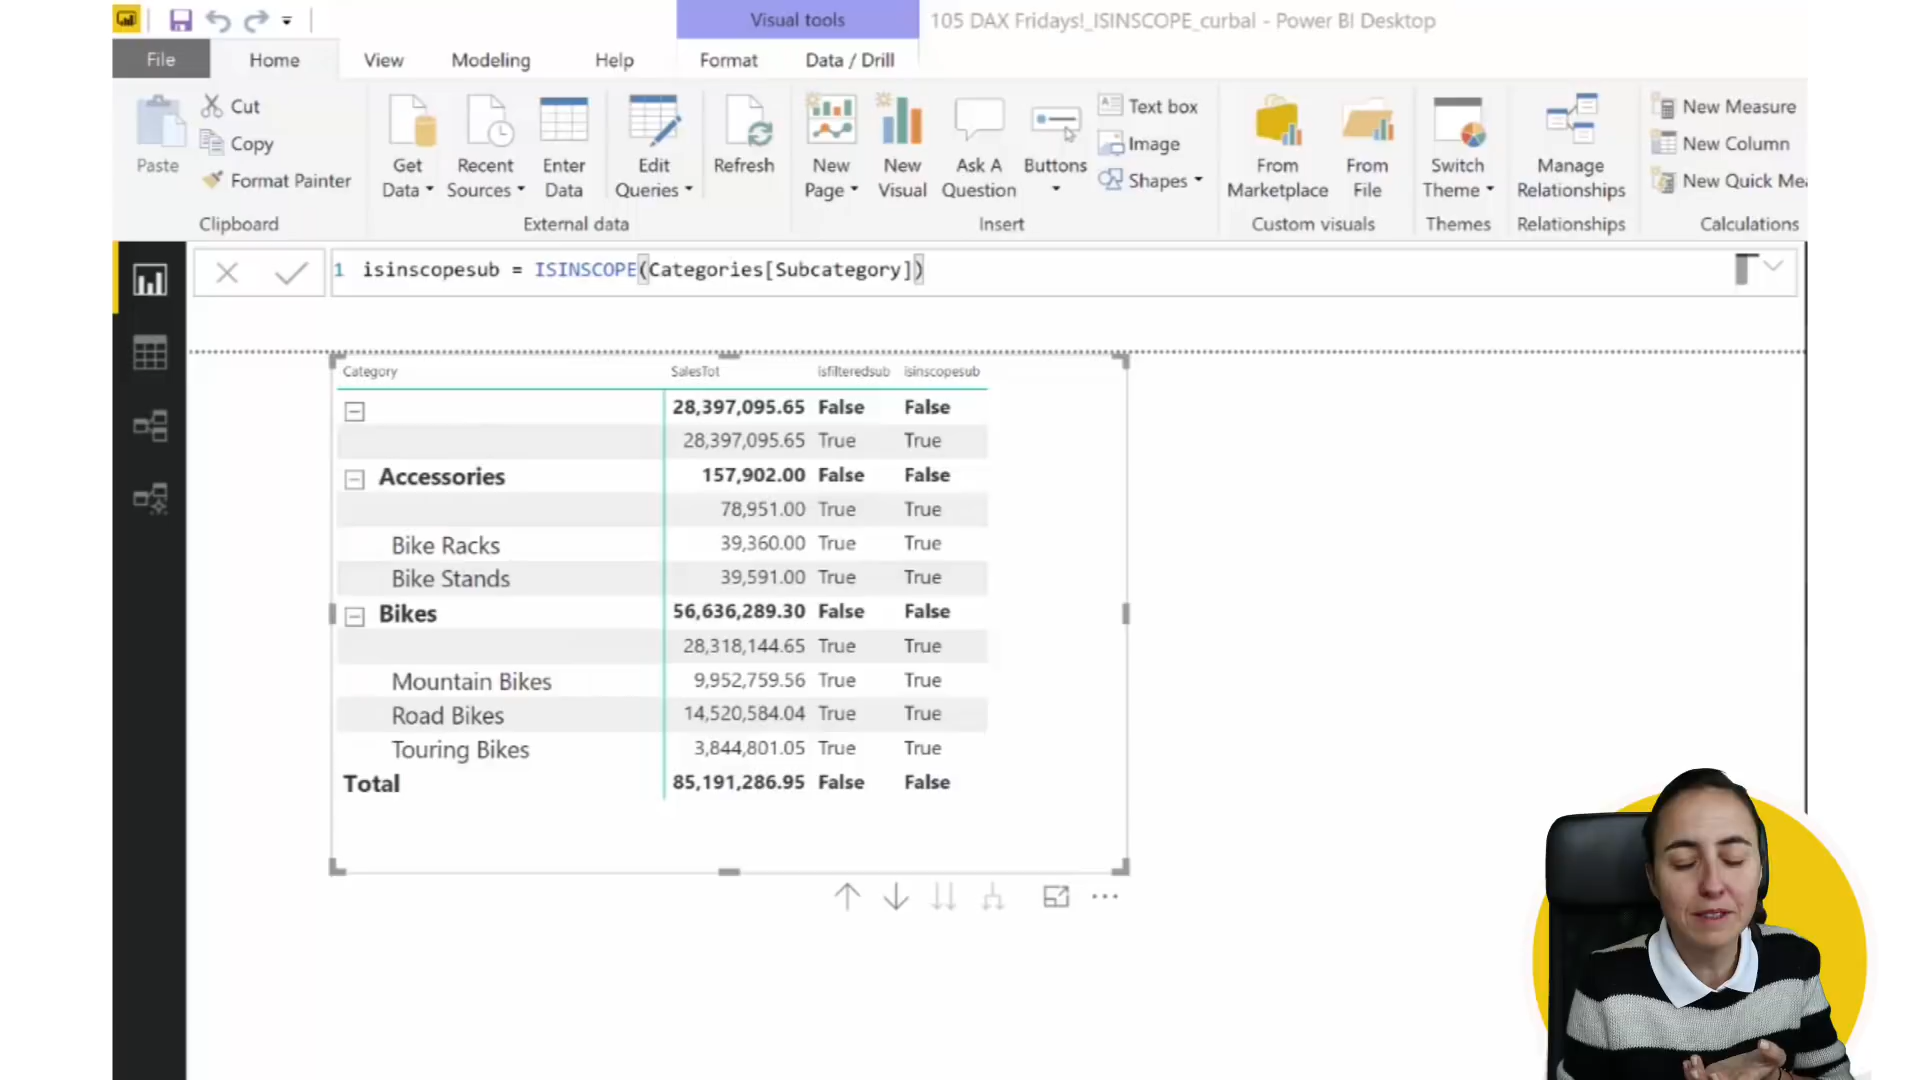 Visual tools
105 DAX Fridays!_ISINSCOPE_curbal - Power BI Desktop
File Home View Modeling Help Format Data / Drill
Paste
Cut
Copy
Format Painter
Clipboard
Get Data
Recent Sources
Enter Data
Edit Queries
Refresh
External data
New Page
New Visual
Ask A Question
Buttons
Text box
Image
Shapes
Insert
From Marketplace
From File
Custom visuals
Switch Theme
Themes
Manage Relationships
Relationships
New Measure
New Column
New Quick Mea
Calculations
1 isinscopesub = ISINSCOPE(Categories[Subcategory])
Category SalesTot isfilteredsub isinscopesub
28,397,095.65 False False
28,397,095.65 True True
Accessories 157,902.00 False False
78,951.00 True True
Bike Racks 39,360.00 True True
Bike Stands 39,591.00 True True
Bikes 56,636,289.30 False False
28,318,144.65 True True
Mountain Bikes 9,952,759.56 True True
Road Bikes 14,520,584.04 True True
Touring Bikes 3,844,801.05 True True
Total 85,191,286.95 False False